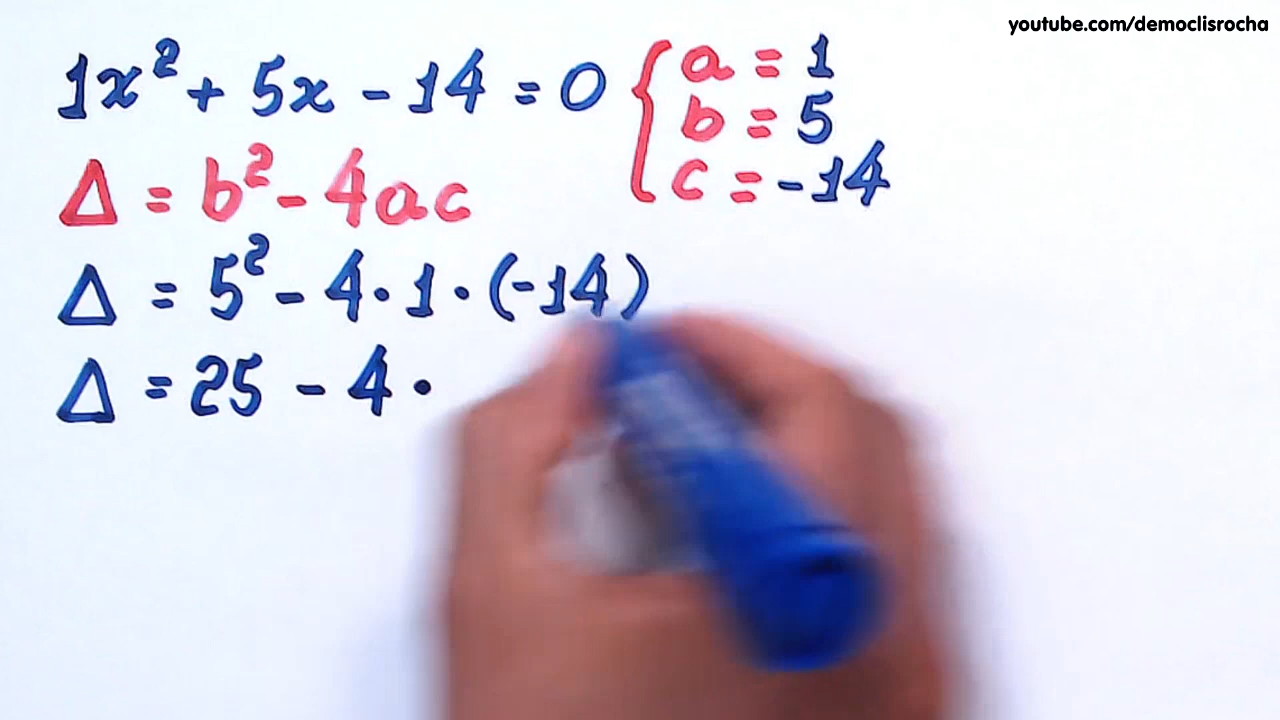 youtube.com/democlisrocha
1x² + 5x - 14 = 0 { a = 1
b = 5
c = -14
Δ = b² - 4ac
Δ = 5² - 4 · 1 · (-14)
Δ = 25 - 4 ·